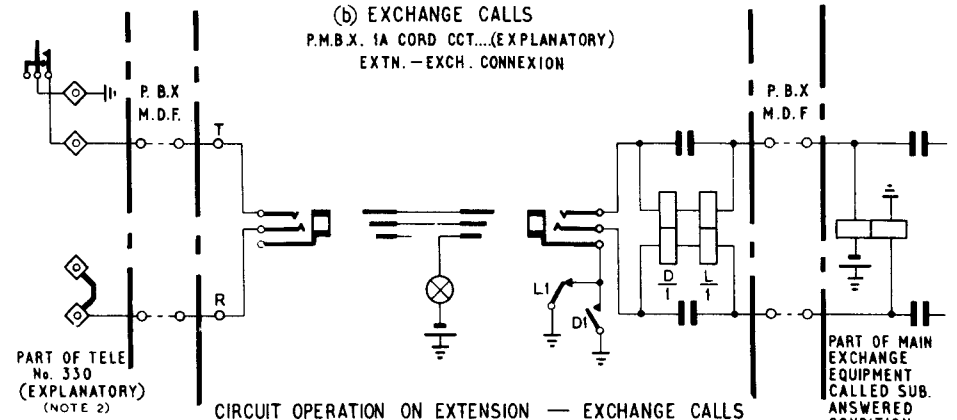 (b) EXCHANGE CALLS
P.M.B.X. 1A CORD CCT....(EXPLANATORY)
EXTN.-EXCH. CONNEXION
P. B.X
M.D.F.
T
P. B.X
M.D.F
D
1
L
1
L1
D1
R
PART OF TELE
No. 330
(EXPLANATORY)
(NOTE 2)
PART OF MAIN
EXCHANGE
EQUIPMENT
CALLED SUB.
ANSWERED
CIRCUIT OPERATION ON EXTENSION — EXCHANGE CALLS